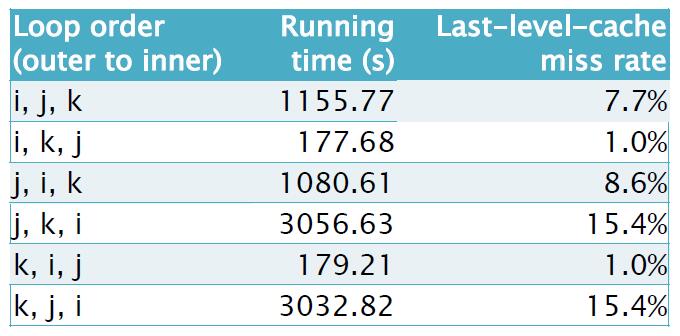 Loop order Running Last-level-cache
(outer to inner) time (s) miss rate
i, j, k 1155.77 7.7%
i, k, j 177.68 1.0%
j, i, k 1080.61 8.6%
j, k, i 3056.63 15.4%
k, i, j 179.21 1.0%
k, j, i 3032.82 15.4%